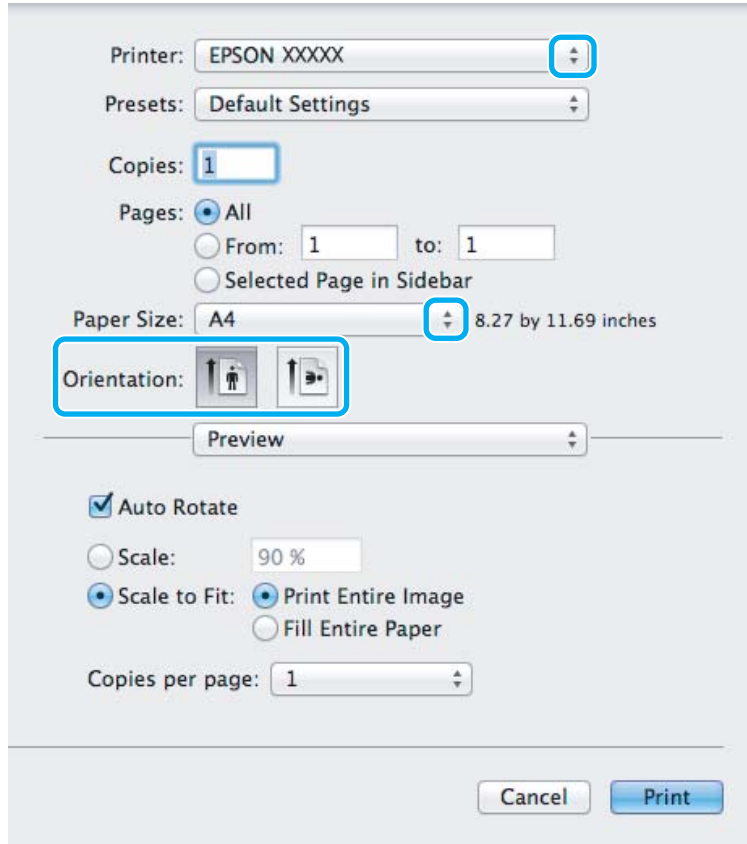 Printer: EPSON XXXXX
Presets: Default Settings
Copies: 1
Pages: All
From: 1 to: 1
Selected Page in Sidebar
Paper Size: A4 8.27 by 11.69 inches
Orientation:
Preview
Auto Rotate
Scale: 90 %
Scale to Fit: Print Entire Image
Fill Entire Paper
Copies per page: 1
Cancel Print